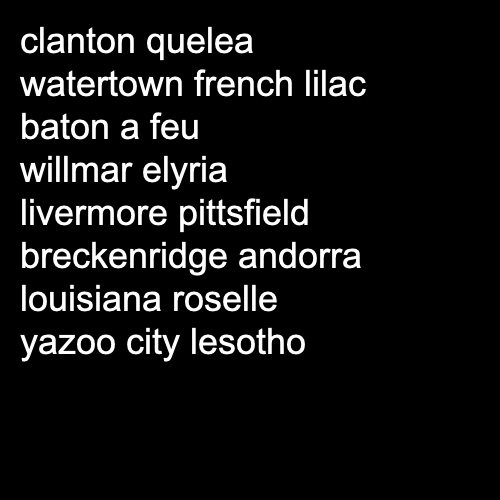 clanton quelea
watertown french lilac
baton a feu
willmar elyria
livermore pittsfield
breckenridge andorra
louisiana roselle
yazoo city lesotho